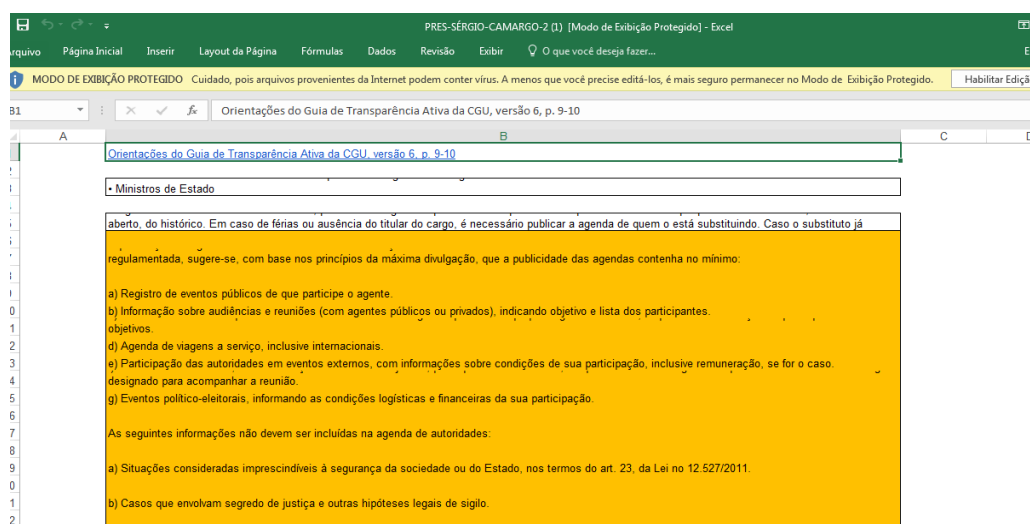 PRES-SÉRGIO-CAMARGO-2 (1) [Modo de Exibição Protegido] - Excel
rquivo Página Inicial Inserir Layout da Página Fórmulas Dados Revisão Exibir O que você deseja fazer...
MODO DE EXIBIÇÃO PROTEGIDO Cuidado, pois arquivos provenientes da Internet podem conter vírus. A menos que você precise editá-los, é mais seguro permanecer no Modo de Exibição Protegido. Habilitar Ediçã
B1 fx Orientações do Guia de Transparência Ativa da CGU, versão 6, p. 9-10
A B C D
Orientações do Guia de Transparência Ativa da CGU, versão 6, p. 9-10
• Ministros de Estado
aberto, do histórico. Em caso de férias ou ausência do titular do cargo, é necessário publicar a agenda de quem o está substituindo. Caso o substituto já
regulamentada, sugere-se, com base nos princípios da máxima divulgação, que a publicidade das agendas contenha no mínimo:
a) Registro de eventos públicos de que participe o agente.
b) Informação sobre audiências e reuniões (com agentes públicos ou privados), indicando objetivo e lista dos participantes.
objetivos.
d) Agenda de viagens a serviço, inclusive internacionais.
e) Participação das autoridades em eventos externos, com informações sobre condições de sua participação, inclusive remuneração, se for o caso.
designado para acompanhar a reunião.
g) Eventos político-eleitorais, informando as condições logísticas e financeiras da sua participação.
As seguintes informações não devem ser incluídas na agenda de autoridades:
a) Situações consideradas imprescindíveis à segurança da sociedade ou do Estado, nos termos do art. 23, da Lei no 12.527/2011.
b) Casos que envolvam segredo de justiça e outras hipóteses legais de sigilo.